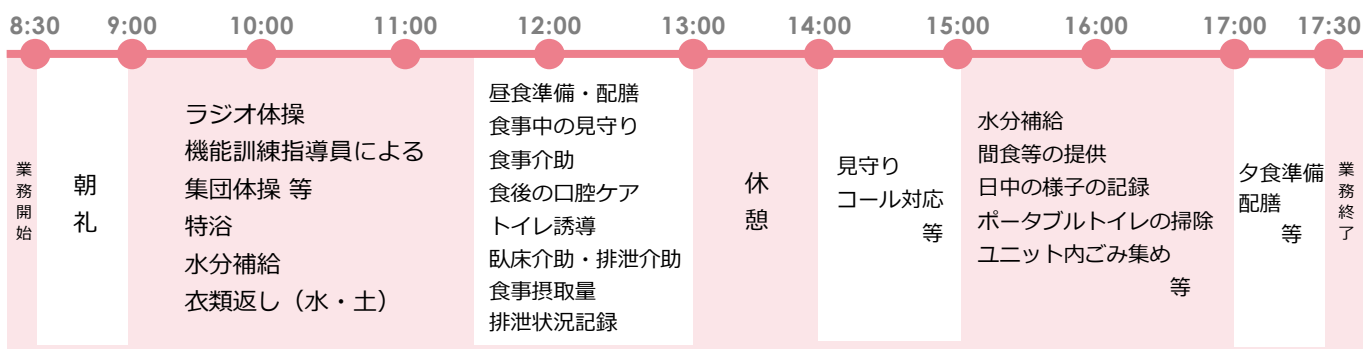 8:30 9:00 10:00 11:00 12:00 13:00 14:00 15:00 16:00 17:00 17:30
業務開始
朝礼
ラジオ体操
機能訓練指導員による
集団体操 等
特浴
水分補給
衣類返し（水・土）
昼食準備・配膳
食事中の見守り
食事介助
食後の口腔ケア
トイレ誘導
臥床介助・排泄介助
食事摂取量
排泄状況記録
休憩
見守り
コール対応
等
水分補給
間食等の提供
日中の様子の記録
ポータブルトイレの掃除
ユニット内ごみ集め
等
夕食準備
配膳
等
業務終了